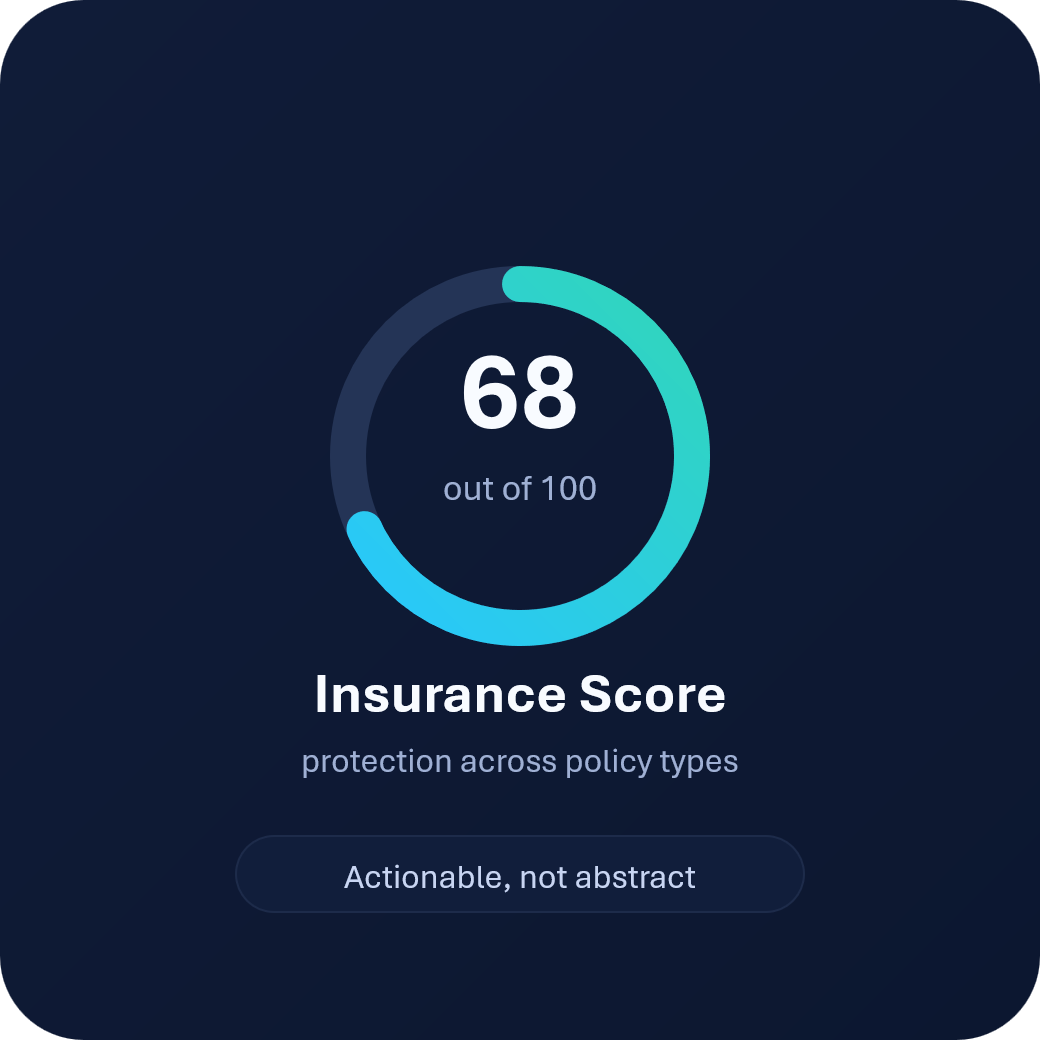 68
out of 100
Insurance Score
protection across policy types
Actionable, not abstract